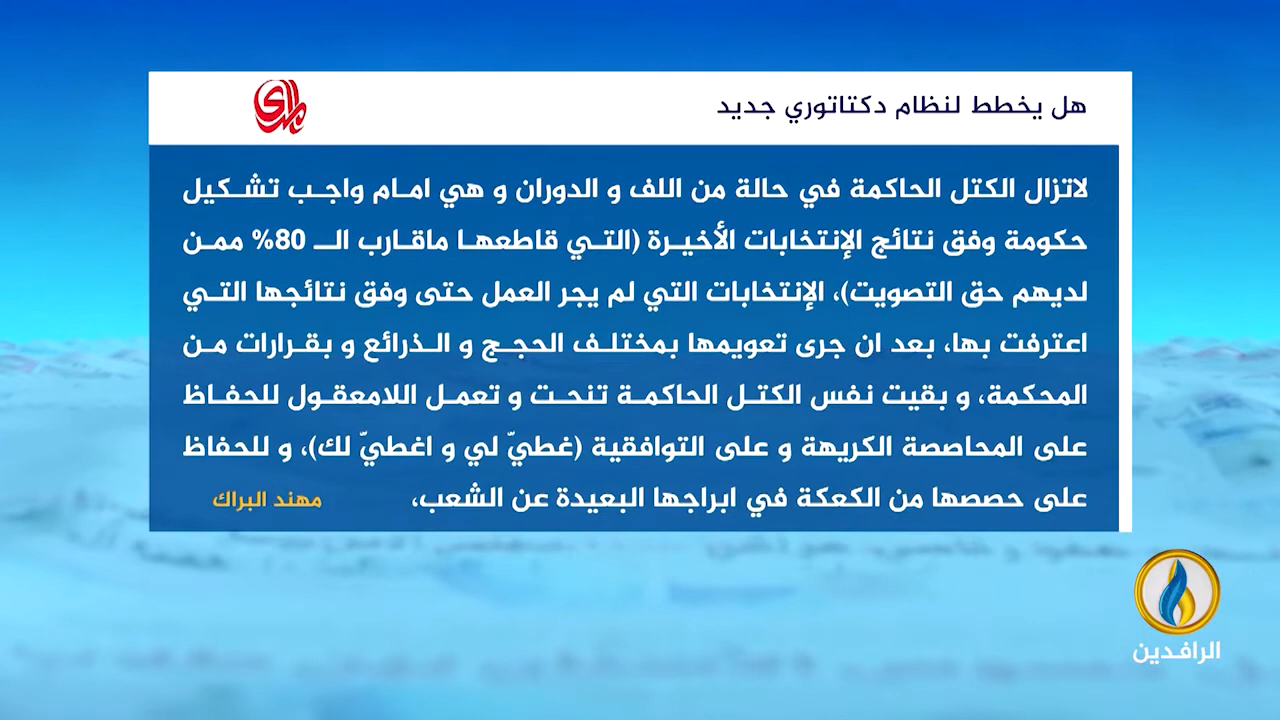 هل يخطط لنظام دكتاتوري جديد
المدى
لاتزال الكتل الحاكمة في حالة من اللف و الدوران و هي امام واجب تشكيل
حكومة وفق نتائج الإنتخابات الأخيرة (التي قاطعها ماقارب الـ 80% ممن
لديهم حق التصويت)، الإنتخابات التي لم يجر العمل حتى وفق نتائجها التي
اعترفت بها، بعد ان جرى تعويمها بمختلف الحجج و الذرائع و بقرارات من
المحكمة، و بقيت نفس الكتل الحاكمة تنحت و تعمل اللامعقول للحفاظ
على المحاصصة الكريهة و على التوافقية (غطيّ لي و اغطيّ لك)، و للحفاظ
على حصصها من الكعكة في ابراجها البعيدة عن الشعب،
مهند البراك
الرافدين